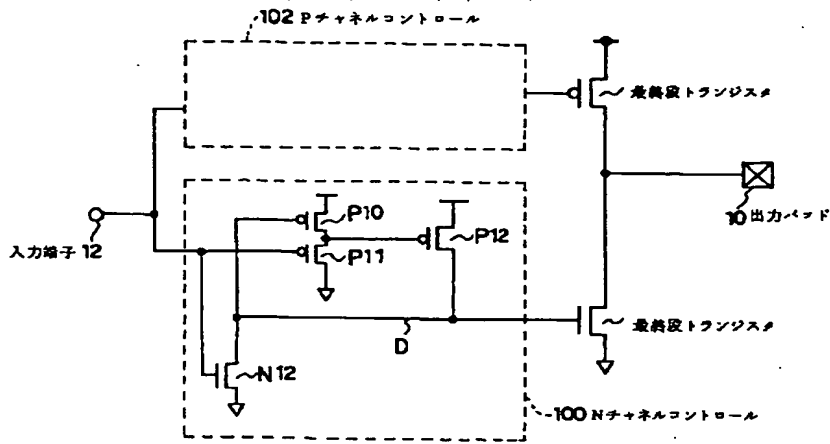 102 Pチャネルコントロール
最終段トランジスタ
10 出力パッド
入力端子 12
P10
P11
P12
D
N12
最終段トランジスタ
100 Nチャネルコントロール